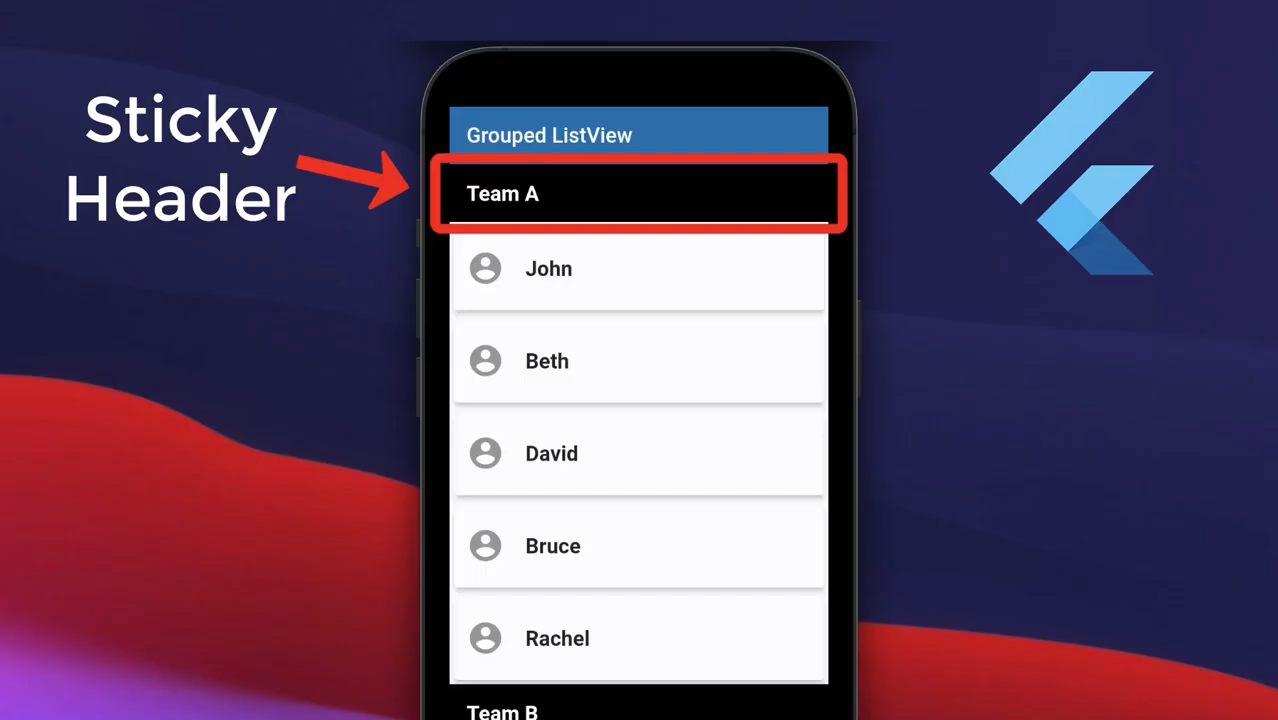 Sticky
Header
Grouped ListView
Team A
John
Beth
David
Bruce
Rachel
Team B